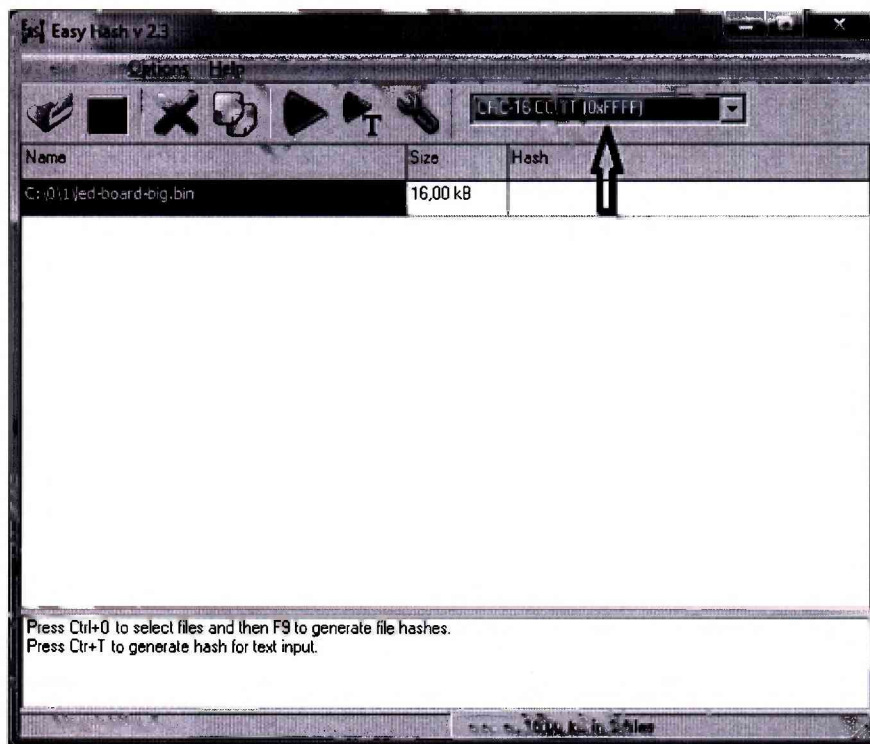 Easy Hash v 2.3
Options Help
CRC-16 CCITT (0xFFFF)
T
Name Size Hash
C:\0\1\led-board-big.bin 16,00 kB
Press Ctrl+O to select files and then F9 to generate file hashes.
Press Ctr+T to generate hash for text input.